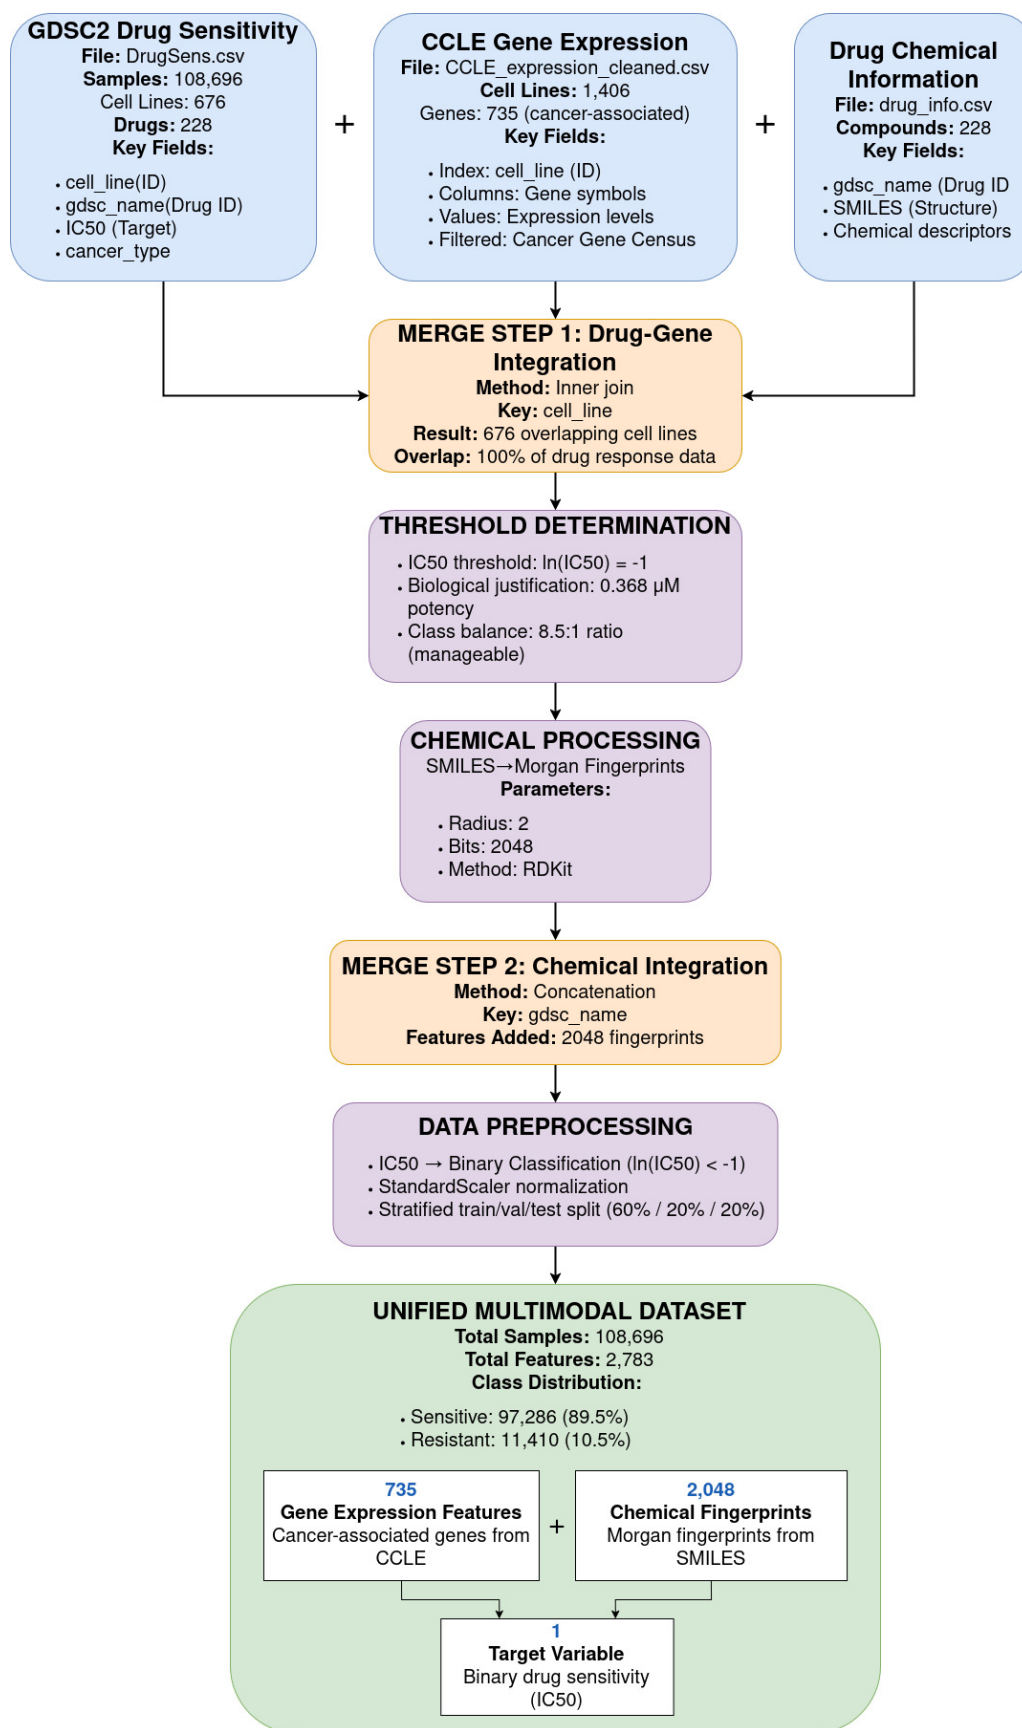 GDSC2 Drug Sensitivity
File: DrugSens.csv
Samples: 108,696
Cell Lines: 676
Drugs: 228
Key Fields:
• cell_line(ID)
• gdsc_name(Drug ID)
• IC50 (Target)
• cancer_type
+
CCLE Gene Expression
File: CCLE_expression_cleaned.csv
Cell Lines: 1,406
Genes: 735 (cancer-associated)
Key Fields:
• Index: cell_line (ID)
• Columns: Gene symbols
• Values: Expression levels
• Filtered: Cancer Gene Census
+
Drug Chemical
Information
File: drug_info.csv
Compounds: 228
Key Fields:
• gdsc_name (Drug ID
• SMILES (Structure)
• Chemical descriptors
MERGE STEP 1: Drug-Gene
Integration
Method: Inner join
Key: cell_line
Result: 676 overlapping cell lines
Overlap: 100% of drug response data
THRESHOLD DETERMINATION
• IC50 threshold: ln(IC50) = -1
• Biological justification: 0.368 μM
potency
• Class balance: 8.5:1 ratio
(manageable)
CHEMICAL PROCESSING
SMILES→Morgan Fingerprints
Parameters:
• Radius: 2
• Bits: 2048
• Method: RDKit
MERGE STEP 2: Chemical Integration
Method: Concatenation
Key: gdsc_name
Features Added: 2048 fingerprints
DATA PREPROCESSING
• IC50 → Binary Classification (ln(IC50) < -1)
• StandardScaler normalization
• Stratified train/val/test split (60% / 20% / 20%)
UNIFIED MULTIMODAL DATASET
Total Samples: 108,696
Total Features: 2,783
Class Distribution:
• Sensitive: 97,286 (89.5%)
• Resistant: 11,410 (10.5%)
735
Gene Expression Features
Cancer-associated genes from
CCLE
+
2,048
Chemical Fingerprints
Morgan fingerprints from
SMILES
1
Target Variable
Binary drug sensitivity
(IC50)